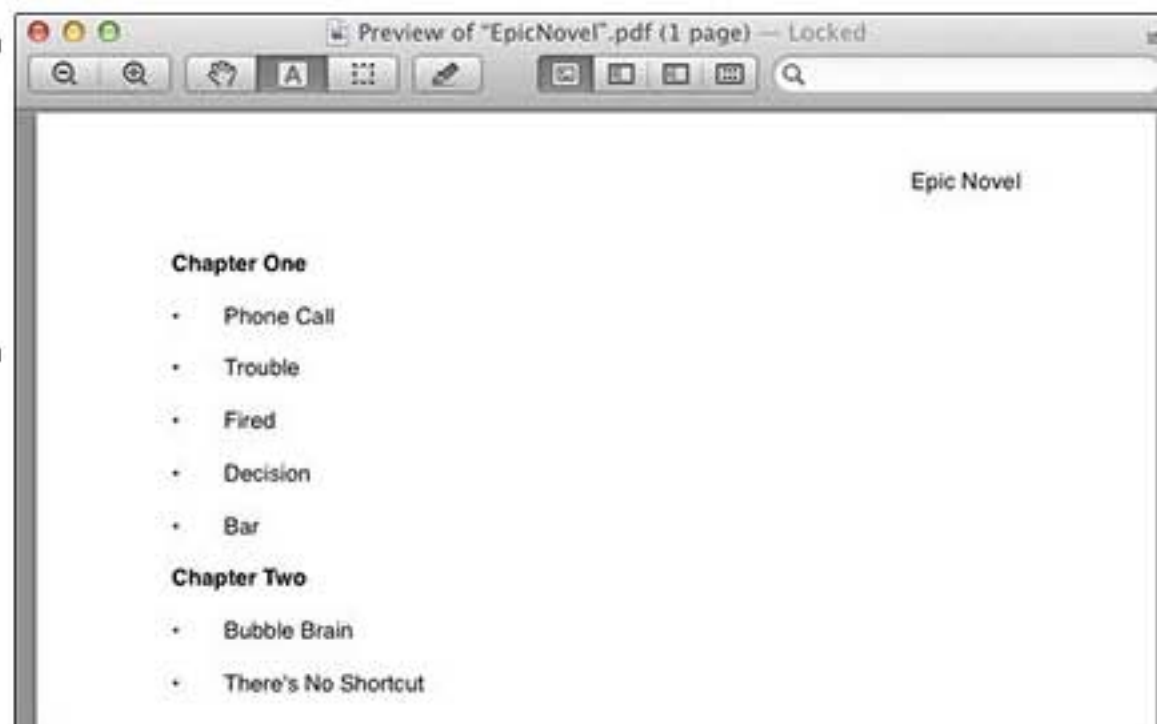 Preview of "EpicNovel".pdf (1 page) — Locked
A
Epic Novel
Chapter One
• Phone Call
• Trouble
• Fired
• Decision
• Bar
Chapter Two
• Bubble Brain
• There's No Shortcut